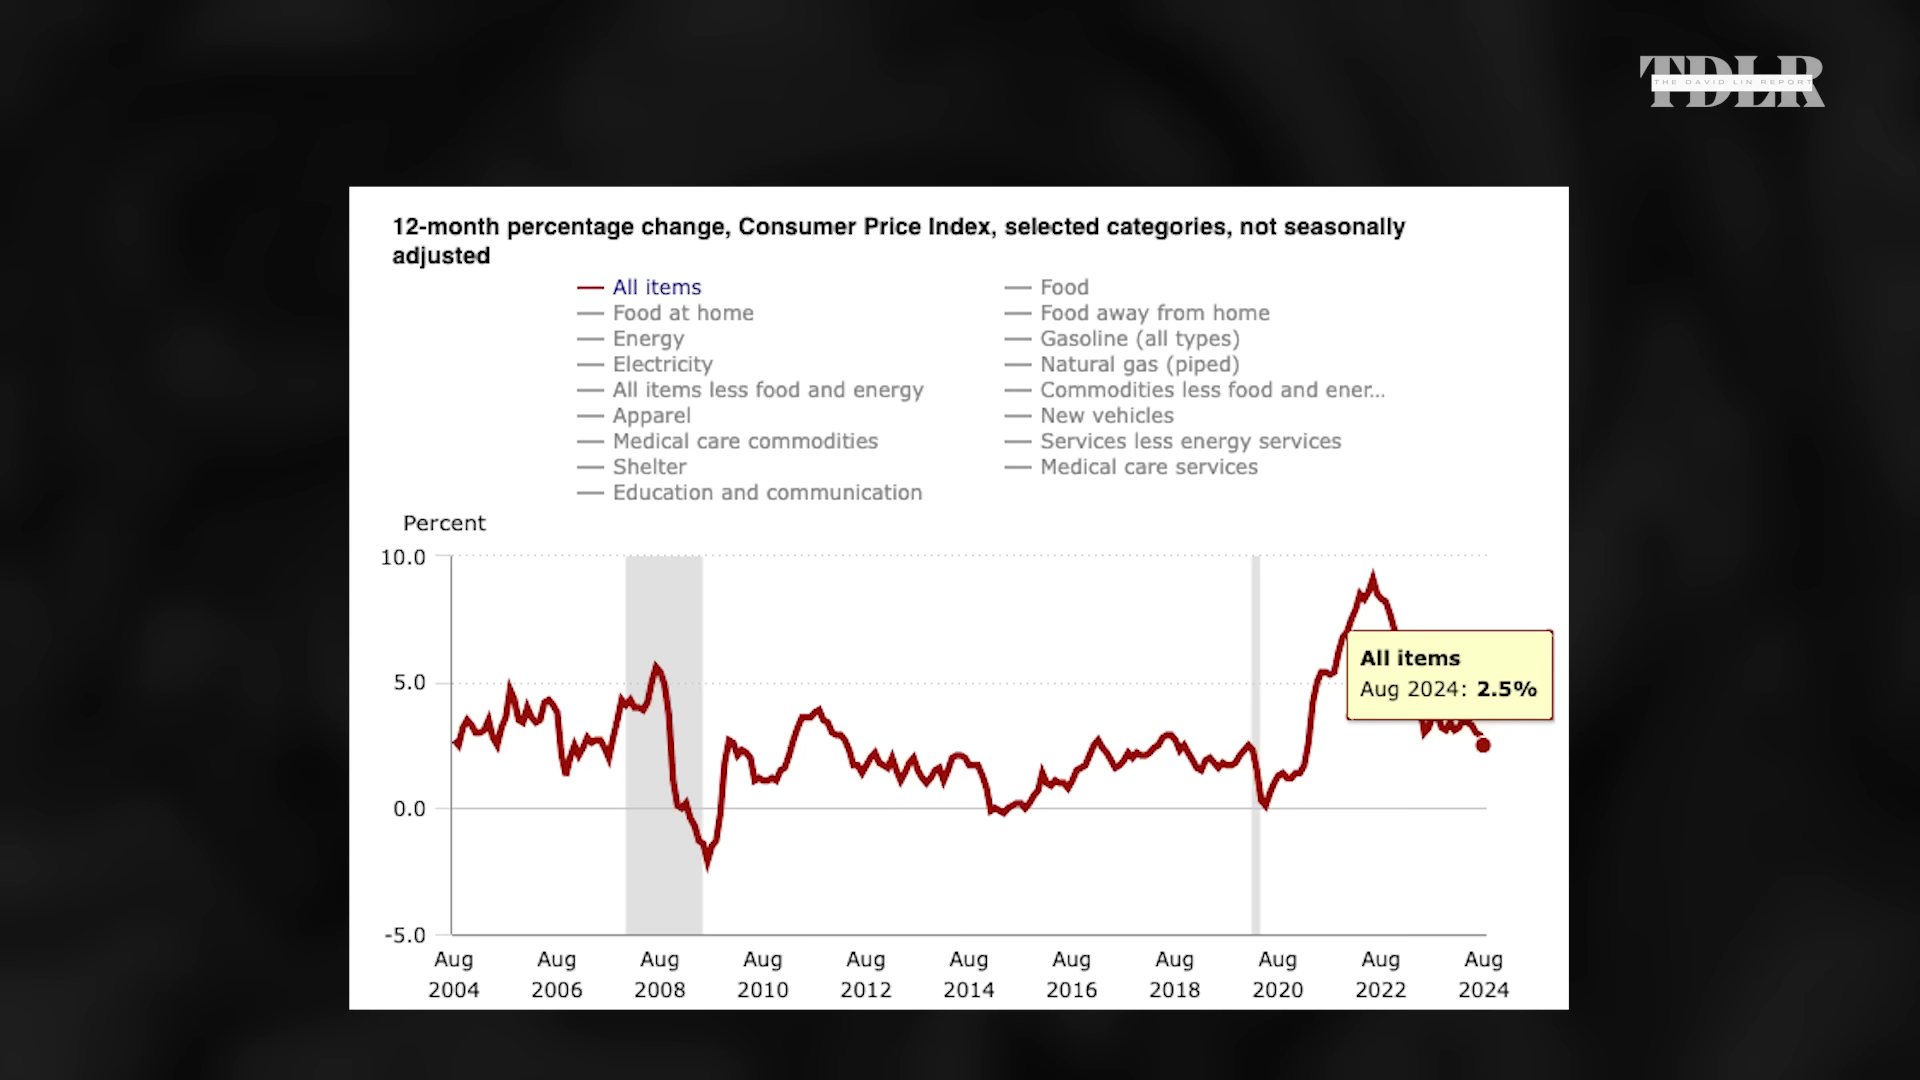 TDLR
THE DAVID LIN REPORT
12-month percentage change, Consumer Price Index, selected categories, not seasonally
adjusted
All items
Food
Food at home
Food away from home
Energy
Gasoline (all types)
Electricity
Natural gas (piped)
All items less food and energy
Commodities less food and ener...
Apparel
New vehicles
Medical care commodities
Services less energy services
Shelter
Medical care services
Education and communication
Percent
10.0
5.0
0.0
-5.0
All items
Aug 2024: 2.5%
Aug 2004
Aug 2006
Aug 2008
Aug 2010
Aug 2012
Aug 2014
Aug 2016
Aug 2018
Aug 2020
Aug 2022
Aug 2024